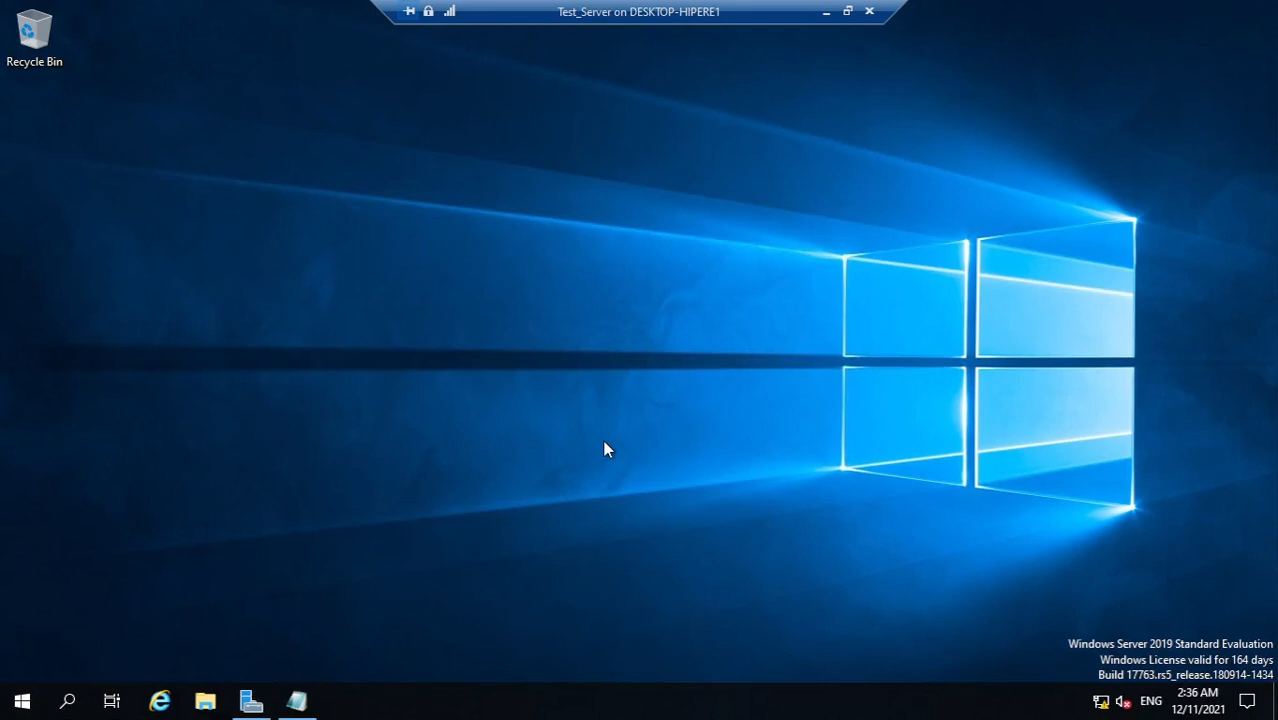 Test_Server on DESKTOP-HIPERE1
Recycle Bin
Windows Server 2019 Standard Evaluation
Windows License valid for 164 days
Build 17763.rs5_release.180914-1434
ENG
2:36 AM
12/11/2021